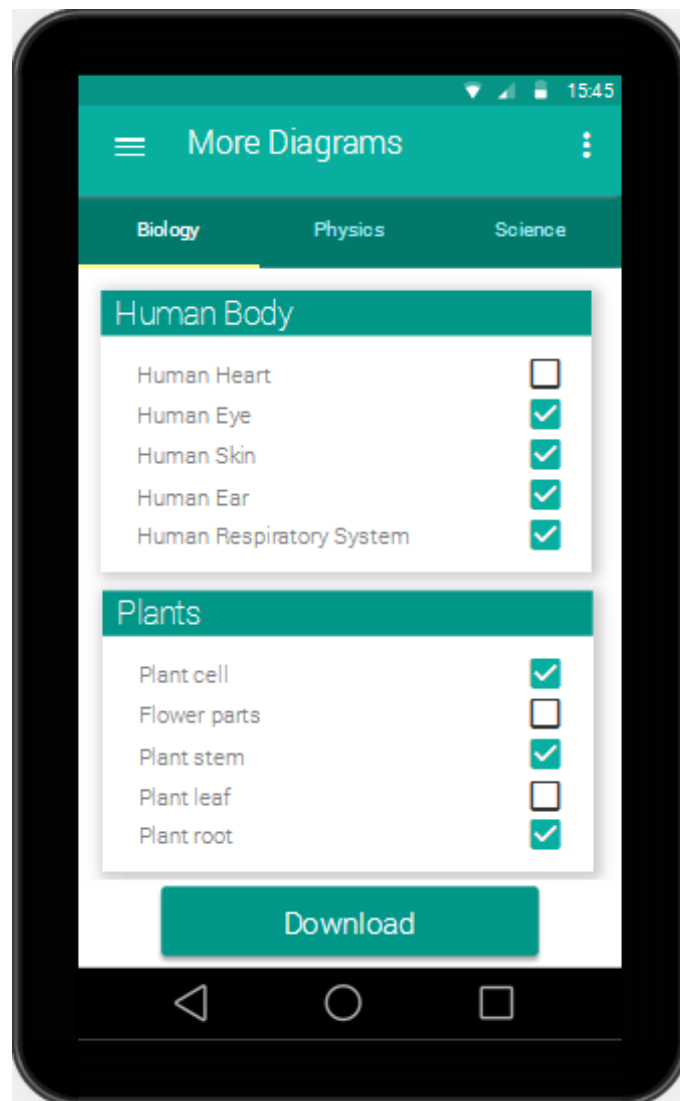 15:45
More Diagrams
Biology Physics Science
Human Body
Human Heart
Human Eye
Human Skin
Human Ear
Human Respiratory System
Plants
Plant cell
Flower parts
Plant stem
Plant leaf
Plant root
Download